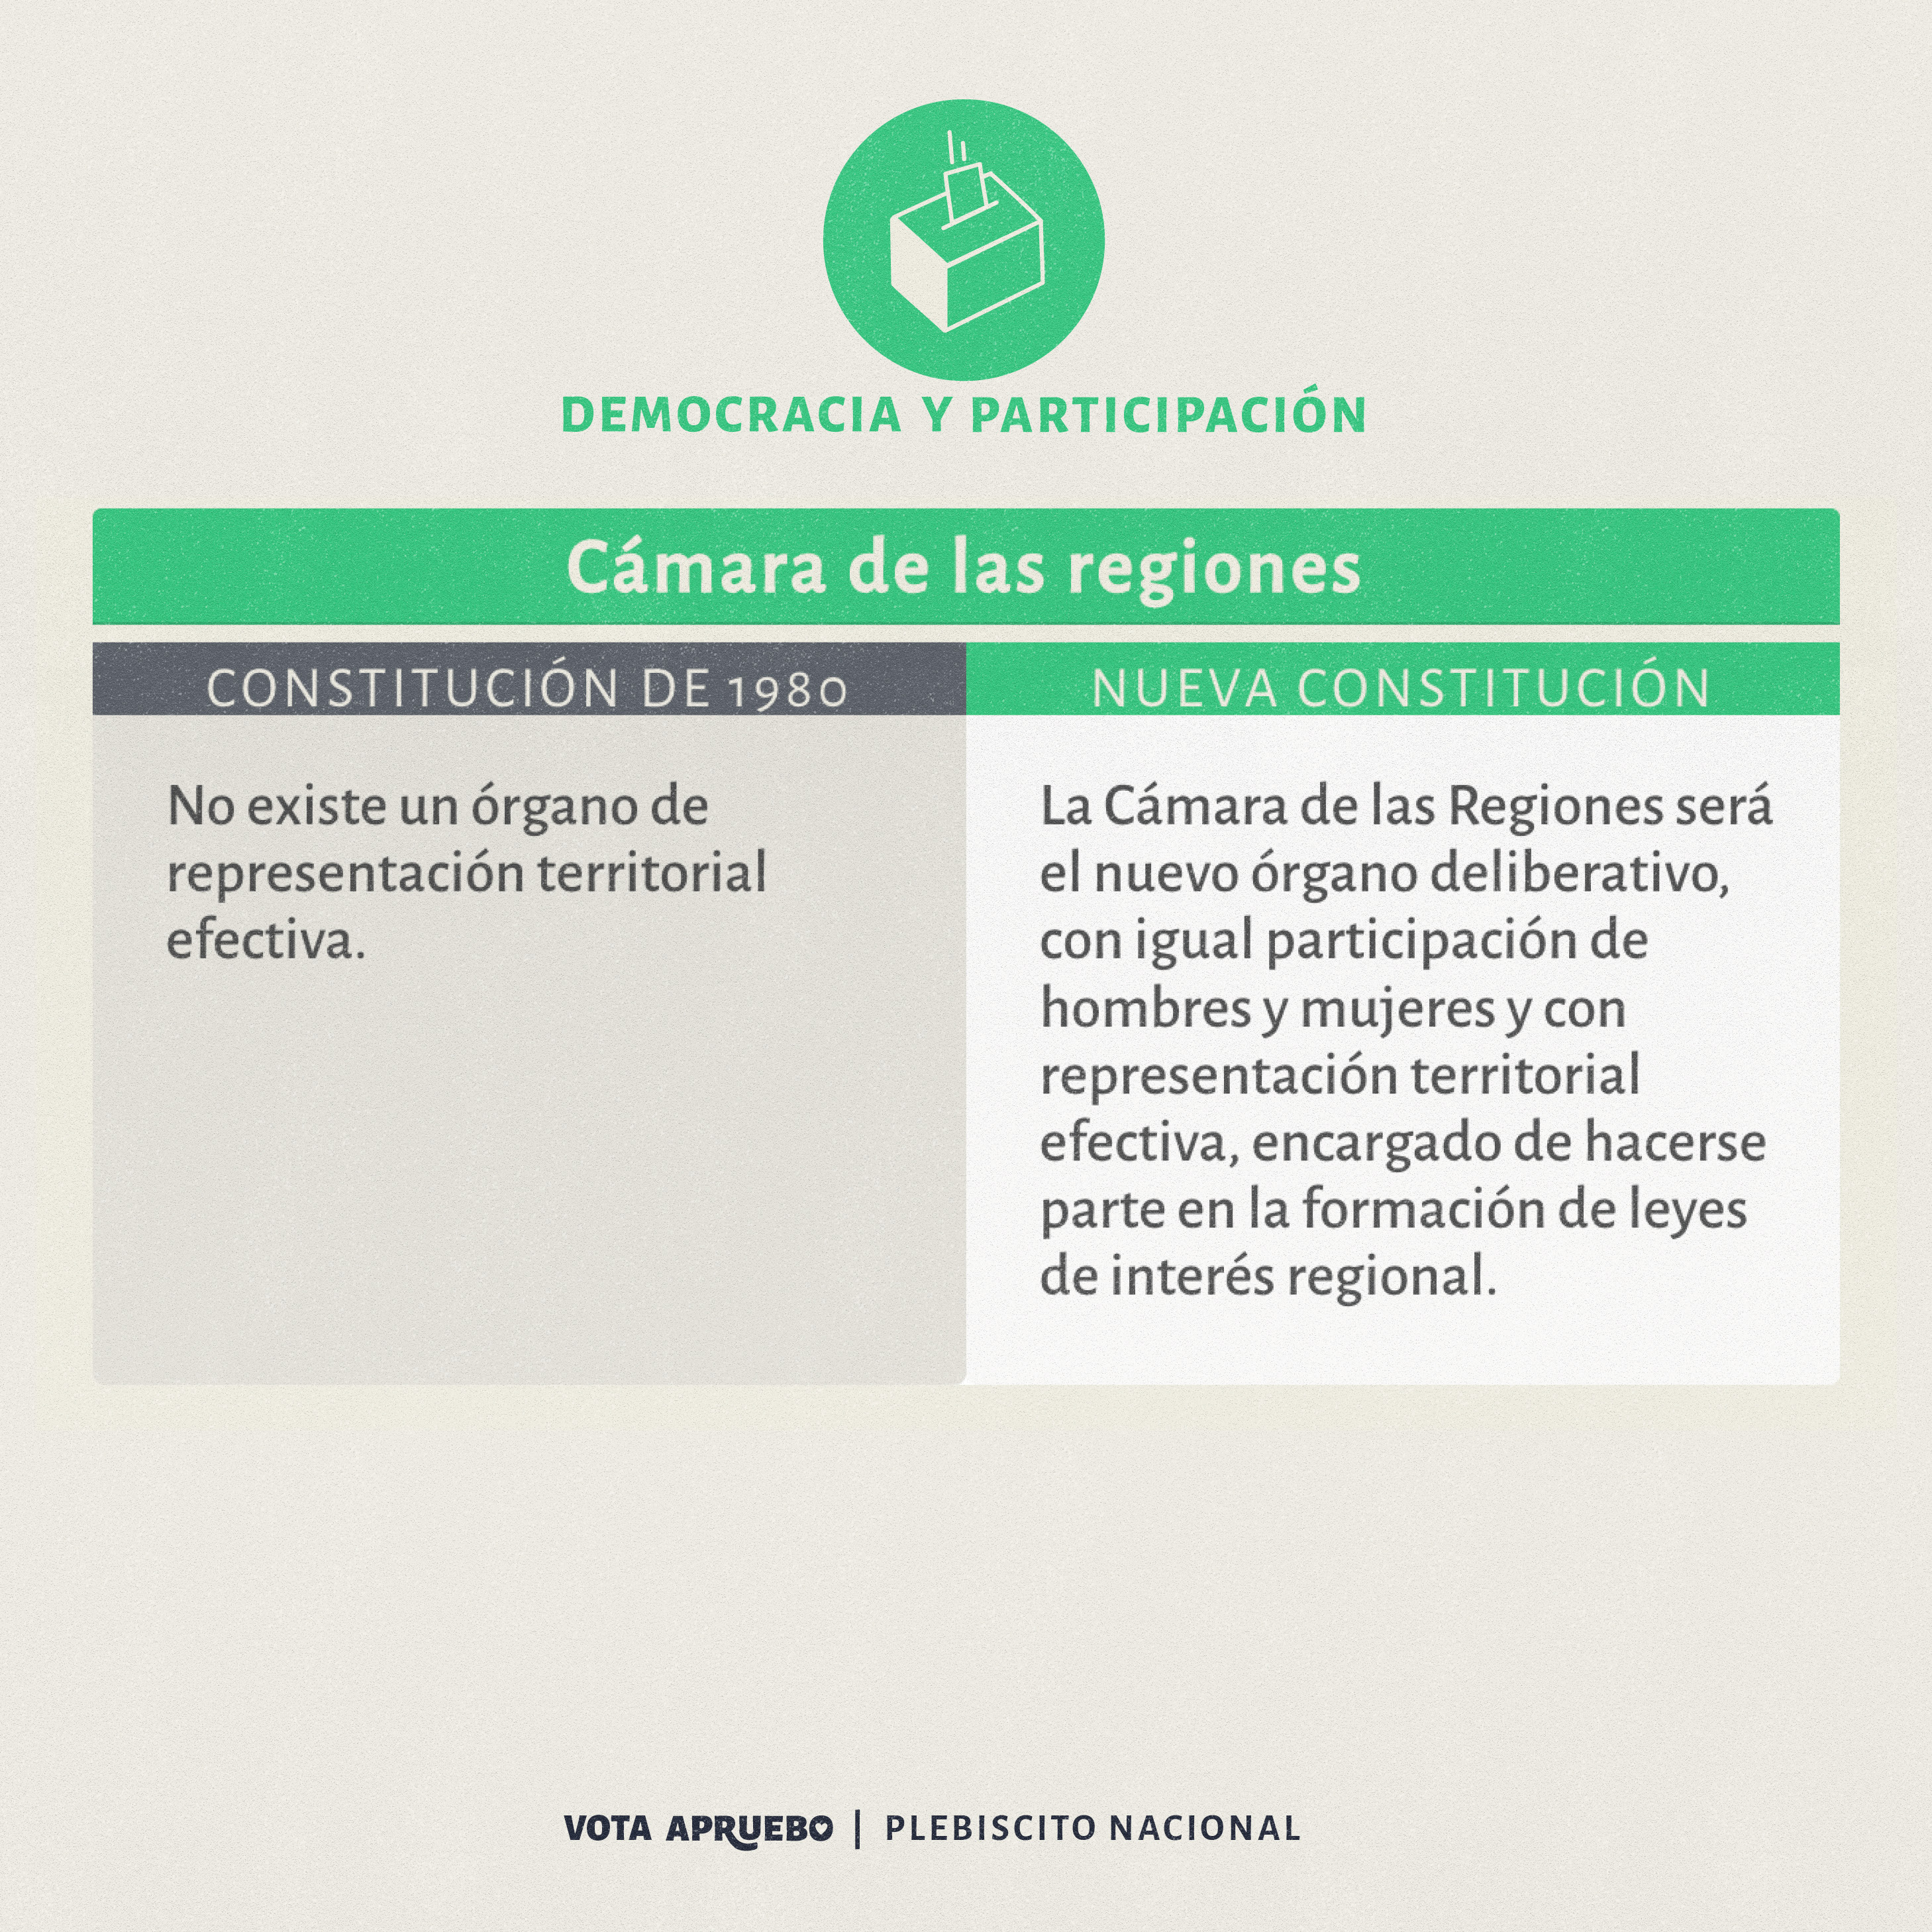 DEMOCRACIA Y PARTICIPACIÓN
Cámara de las regiones
CONSTITUCIÓN DE 1980
No existe un órgano de
representación territorial
efectiva.
NUEVA CONSTITUCIÓN
La Cámara de las Regiones será
el nuevo órgano deliberativo,
con igual participación de
hombres y mujeres y con
representación territorial
efectiva, encargado de hacerse
parte en la formación de leyes
de interés regional.
VOTA APRUEBO | PLEBISCITO NACIONAL